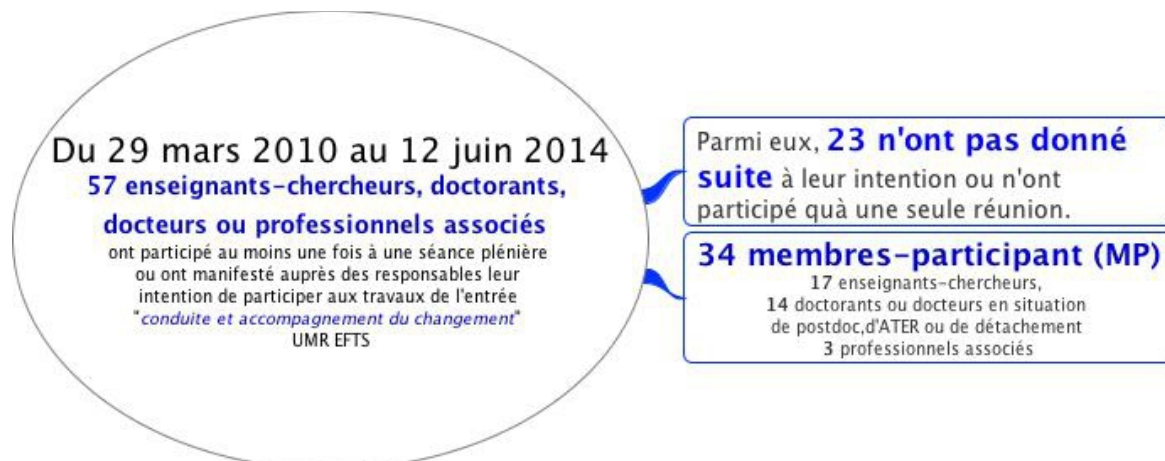 Du 29 mars 2010 au 12 juin 2014
57 enseignants-chercheurs, doctorants,
docteurs ou professionnels associés
ont participé au moins une fois à une séance plénière
ou ont manifesté auprès des responsables leur
intention de participer aux travaux de l'entrée
"conduite et accompagnement du changement"
UMR EFTS
Parmi eux, 23 n'ont pas donné
suite à leur intention ou n'ont
participé quà une seule réunion.
34 membres-participant (MP)
17 enseignants-chercheurs,
14 doctorants ou docteurs en situation
de postdoc,d'ATER ou de détachement
3 professionnels associés